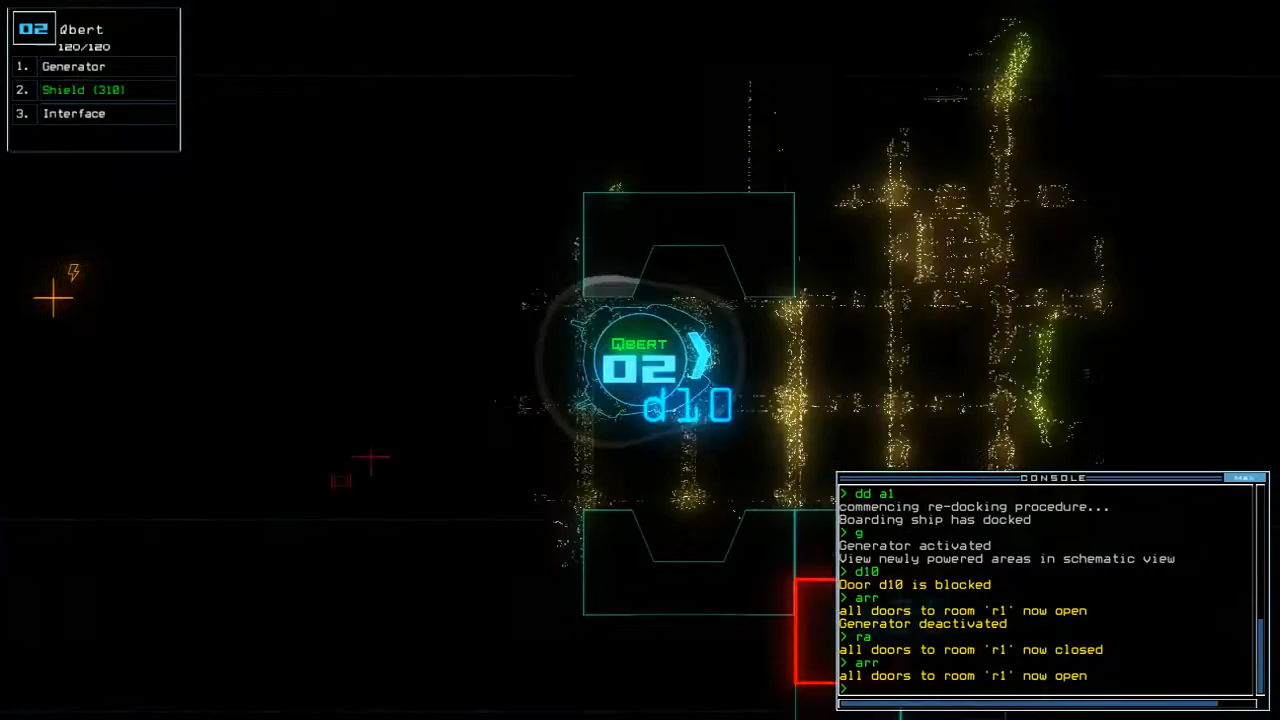 02 Qbert
120/120
1. Generator
2. Shield (310)
3. Interface
QBERT
02
d10
CONSOLE
MAX
> dd a1
commencing re-docking procedure...
Boarding ship has docked
> g
Generator activated
View newly powered areas in schematic view
> d10
Door d10 is blocked
> arr
all doors to room 'r1' now open
Generator deactivated
> ra
all doors to room 'r1' now closed
> arr
all doors to room 'r1' now open
>